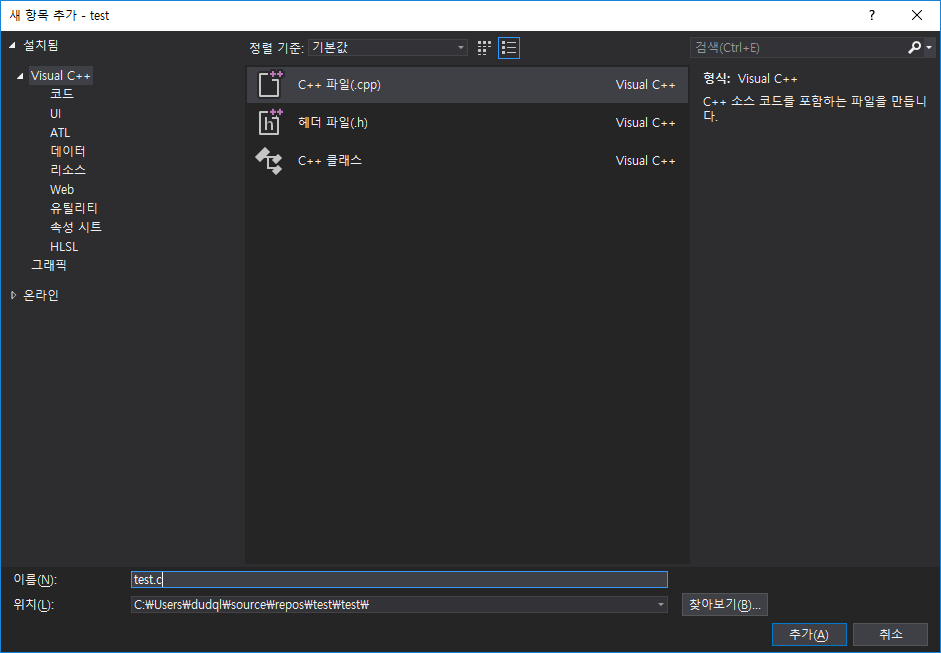 새 항목 추가 - test
?
설치됨
Visual C++
코드
UI
ATL
데이터
리소스
Web
유틸리티
속성 시트
HLSL
그래픽
온라인
정렬 기준: 기본값
C++ 파일(.cpp) Visual C++
헤더 파일(.h) Visual C++
C++ 클래스 Visual C++
검색(Ctrl+E)
형식: Visual C++
C++ 소스 코드를 포함하는 파일을 만듭니
다.
이름(N): test.c
위치(L): C:₩Users₩dudql₩source₩repos₩test₩test₩ 찾아보기(B)...
추가(A) 취소